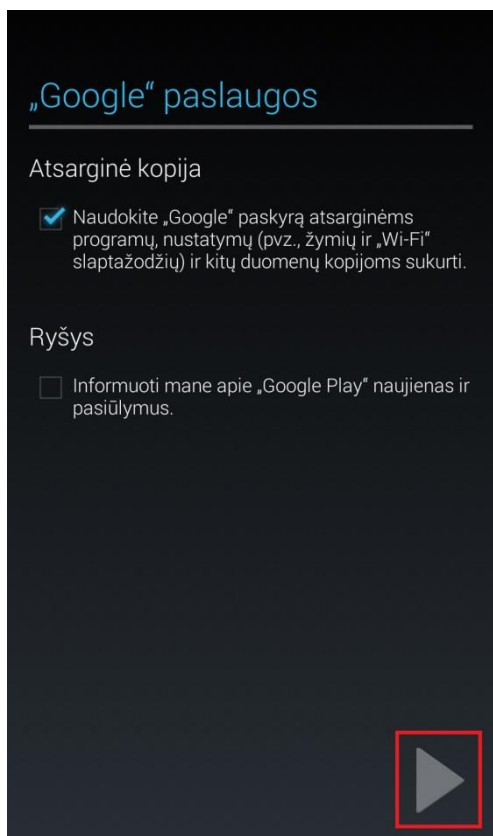 „Google“ paslaugos
Atsarginė kopija
Naudokite „Google“ paskyrą atsarginėms
programų, nustatymų (pvz., žymių ir „Wi-Fi“
slaptažodžių) ir kitų duomenų kopijoms sukurti.
Ryšys
Informuoti mane apie „Google Play“ naujienas ir
pasiūlymus.